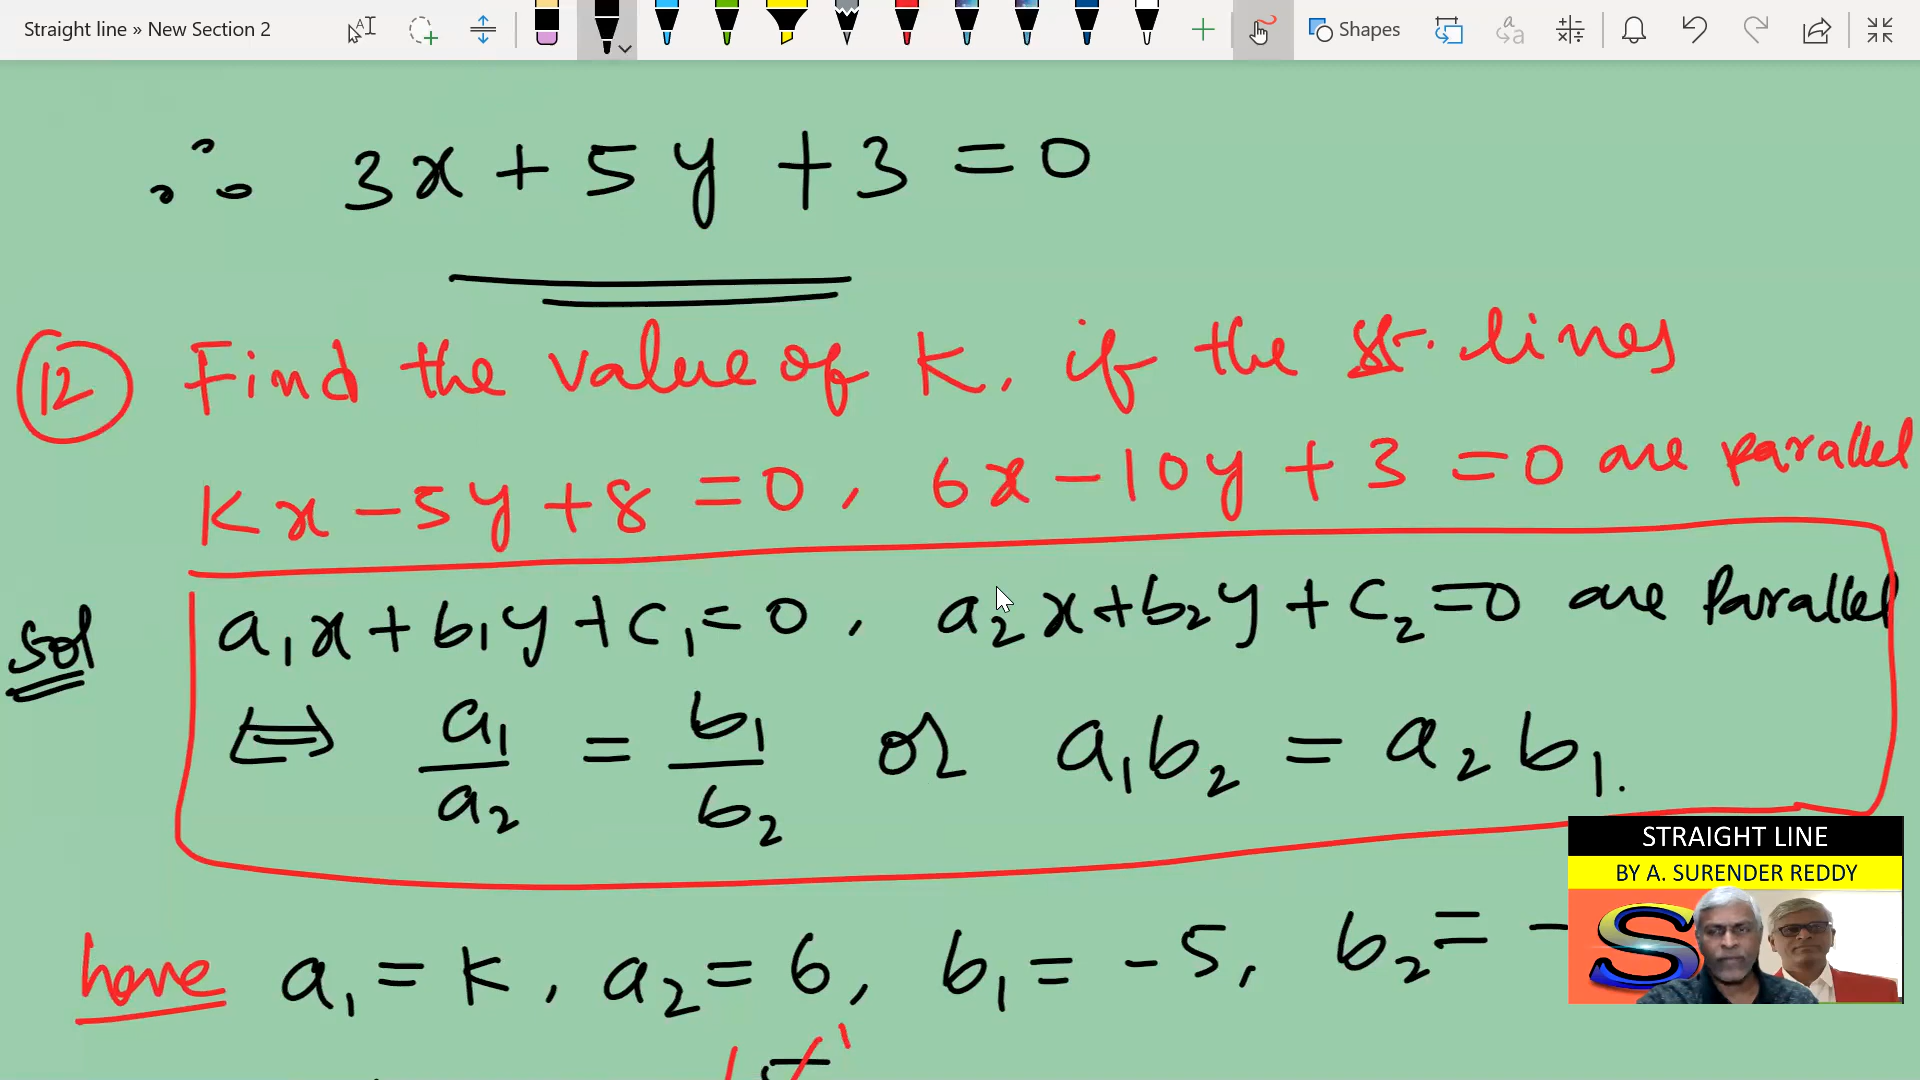 Straight line » New Section 2
Shapes
∴ 3x + 5y + 3 = 0
12 Find the value of K, if the st. lines
Kx - 5y + 8 = 0, 6x - 10y + 3 = 0 are parallel
Sol a₁x + b₁y + c₁ = 0, a₂x + b₂y + c₂ = 0 are Parallel
⟺ a₁/a₂ = b₁/b₂ or a₁b₂ = a₂b₁.
STRAIGHT LINE
BY A. SURENDER REDDY
S
here a₁ = K, a₂ = 6, b₁ = -5, b₂ = -